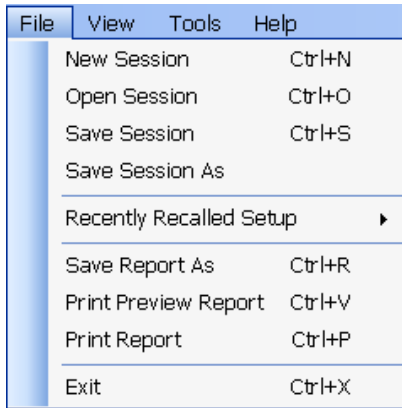 File View Tools Help
New Session Ctrl+N
Open Session Ctrl+O
Save Session Ctrl+S
Save Session As
Recently Recalled Setup
Save Report As Ctrl+R
Print Preview Report Ctrl+V
Print Report Ctrl+P
Exit Ctrl+X